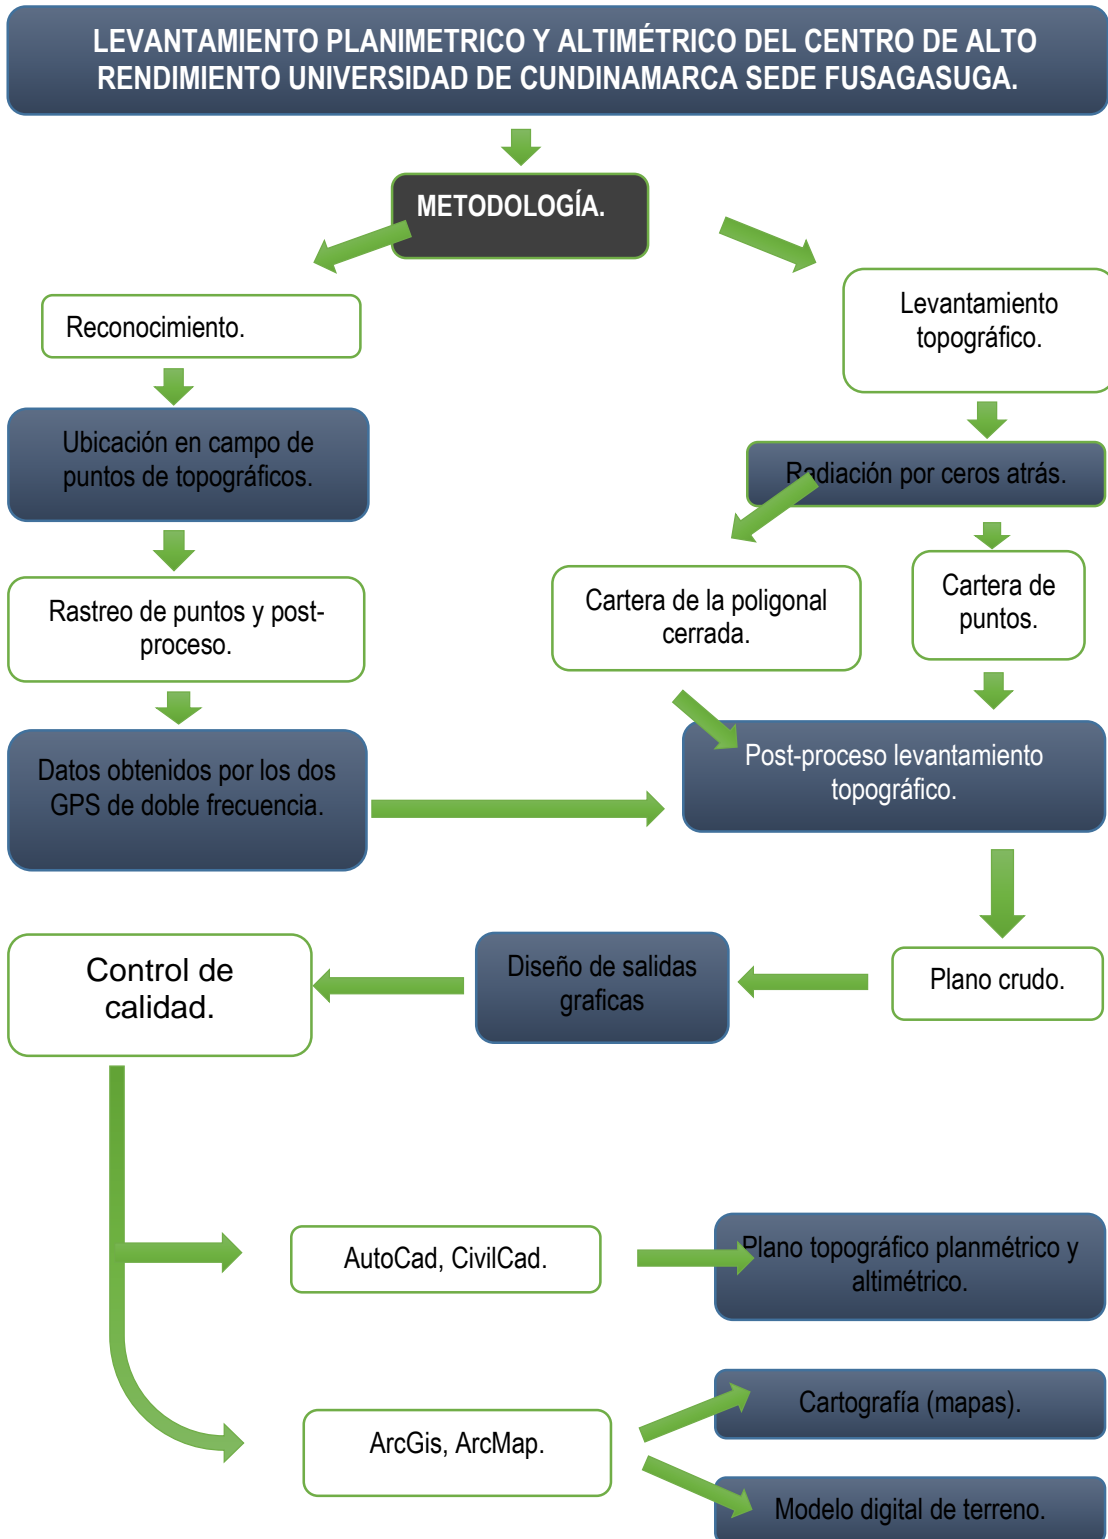 LEVANTAMIENTO PLANIMETRICO Y ALTIMÉTRICO DEL CENTRO DE ALTO
RENDIMIENTO UNIVERSIDAD DE CUNDINAMARCA SEDE FUSAGASUGA.
METODOLOGÍA.
Reconocimiento.
Levantamiento
topográfico.
Ubicación en campo de
puntos de topográficos.
Radiación por ceros atrás.
Rastreo de puntos y post-
proceso.
Cartera de la poligonal
cerrada.
Cartera de
puntos.
Datos obtenidos por los dos
GPS de doble frecuencia.
Post-proceso levantamiento
topográfico.
Control de
calidad.
Diseño de salidas
graficas
Plano crudo.
AutoCad, CivilCad.
Plano topográfico planmétrico y
altimétrico.
ArcGis, ArcMap.
Cartografía (mapas).
Modelo digital de terreno.